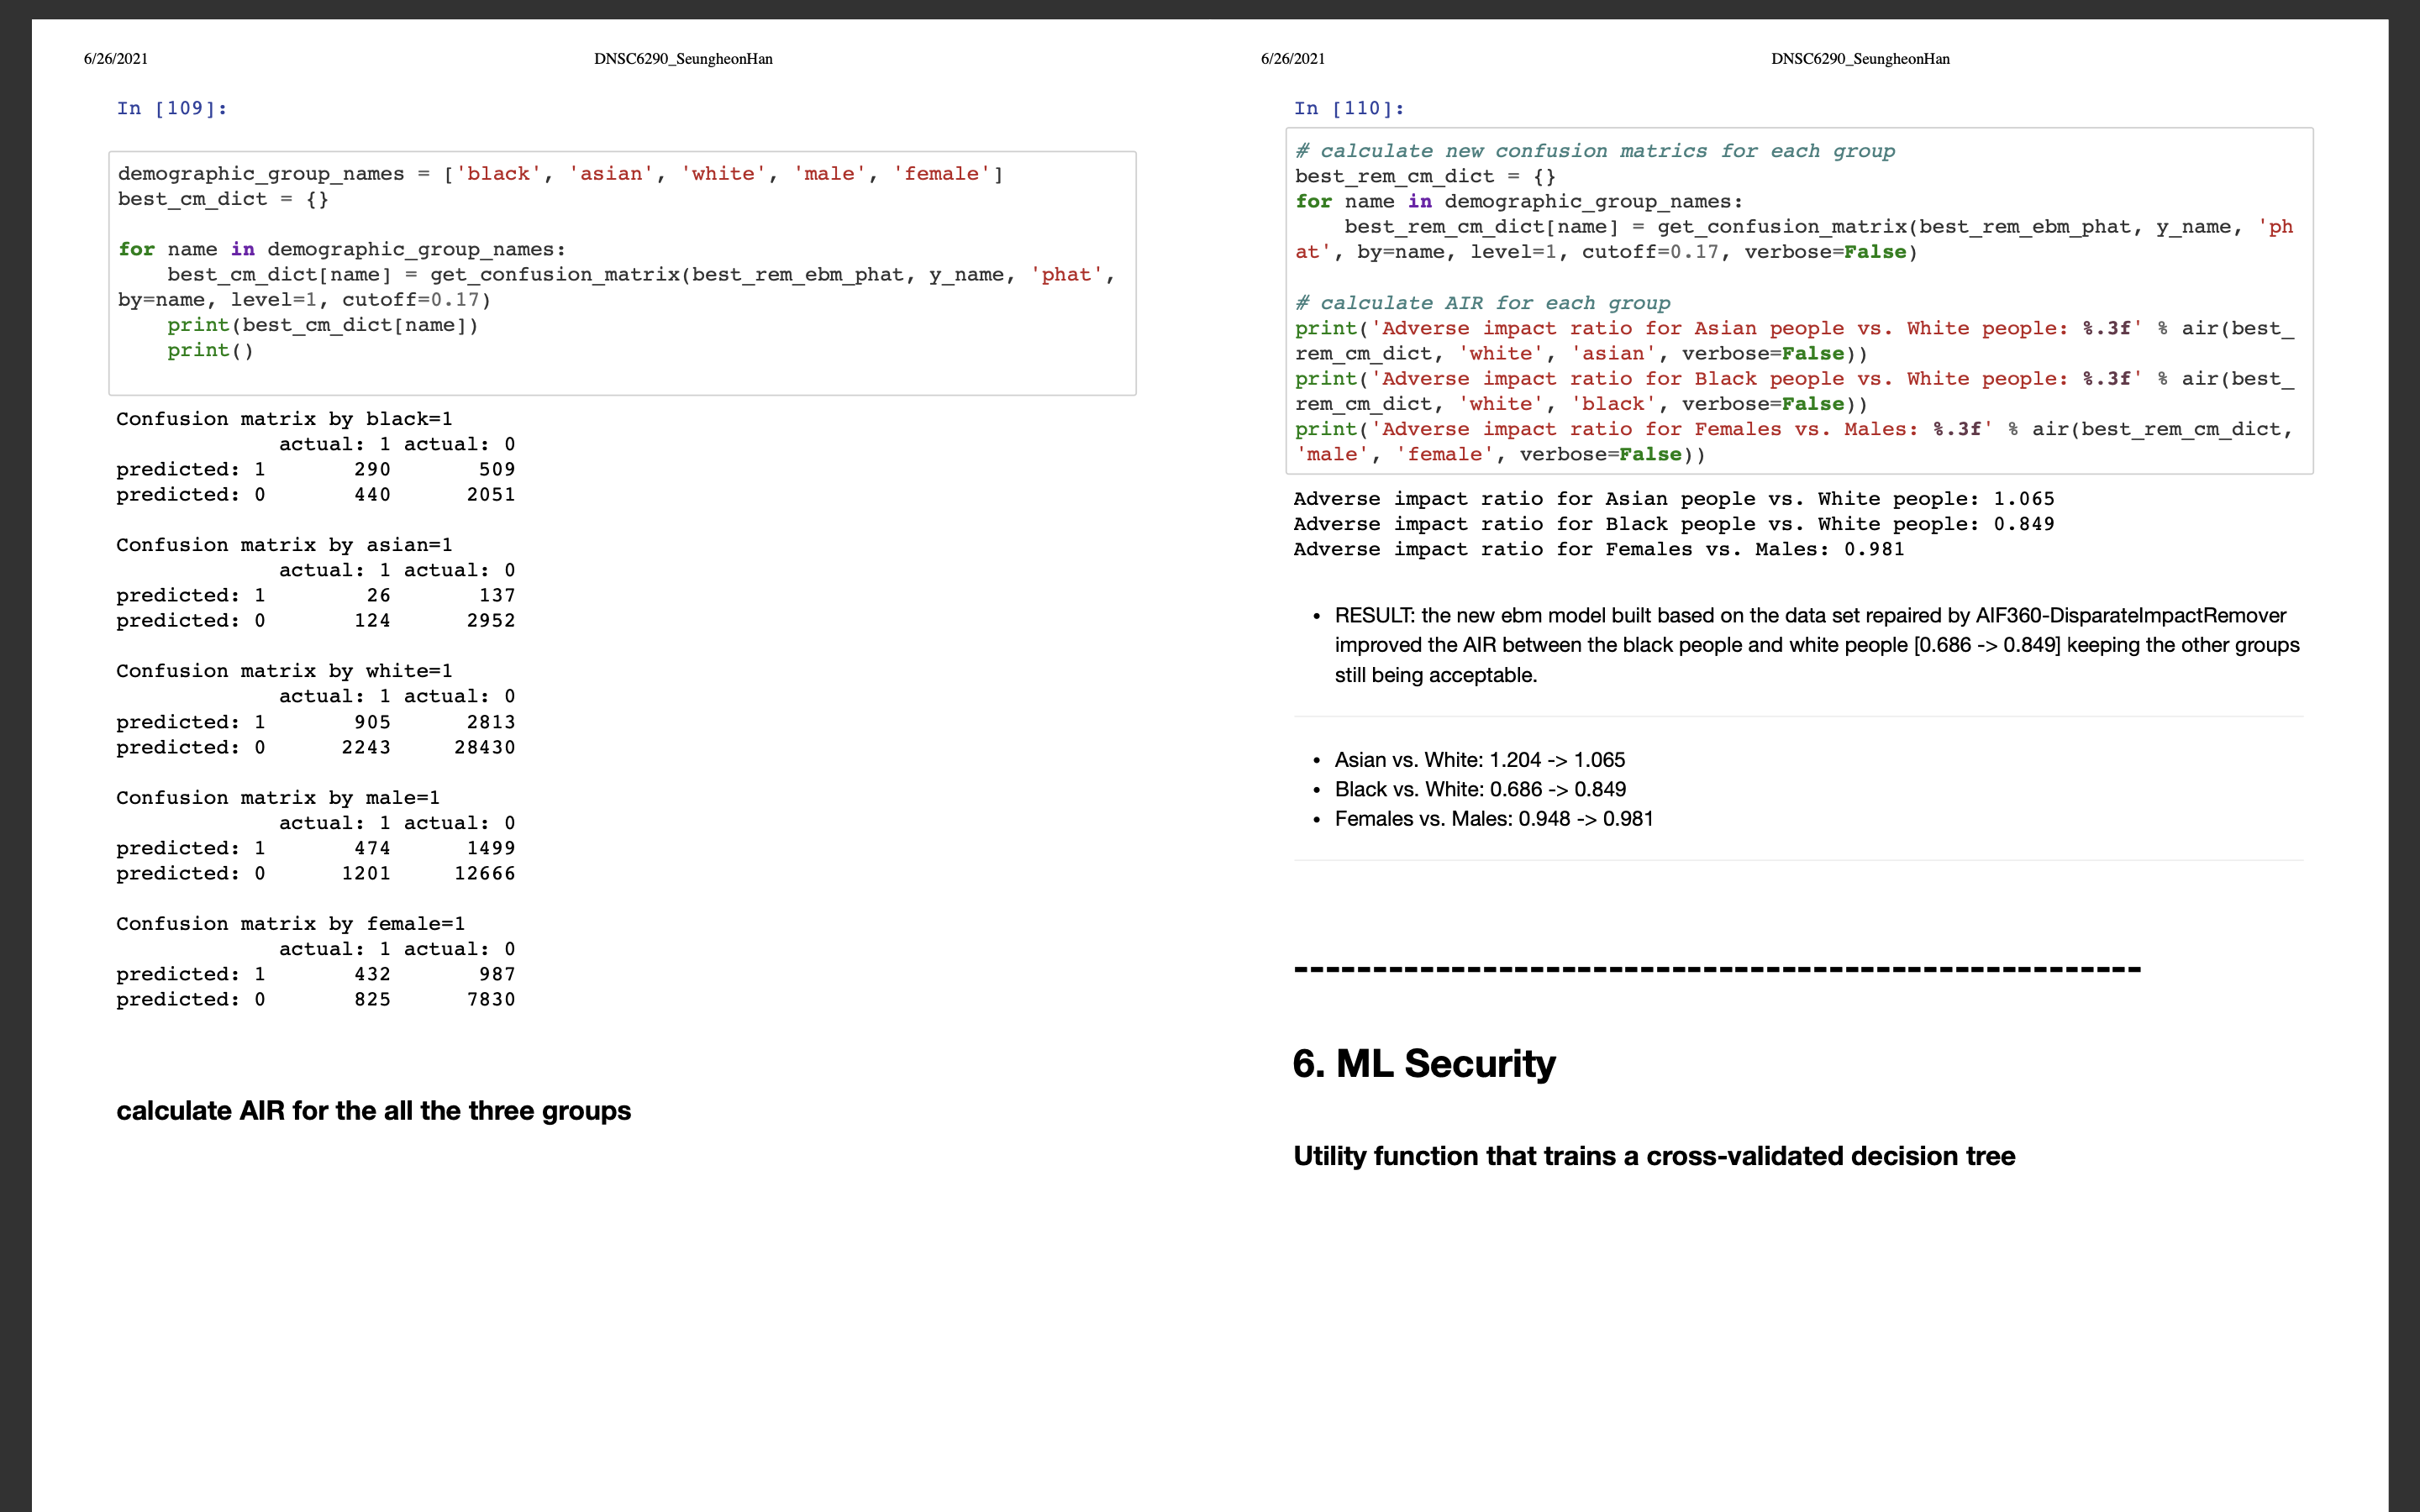 6/26/2021 DNSC6290_SeungheonHan
In [109]:
demographic_group_names = ['black', 'asian', 'white', 'male', 'female']
best_cm_dict = {}
for name in demographic_group_names:
    best_cm_dict[name] = get_confusion_matrix(best_rem_ebm_phat, y_name, 'phat',
by=name, level=1, cutoff=0.17)
    print(best_cm_dict[name])
    print()
Confusion matrix by black=1
             actual: 1 actual: 0
predicted: 1       290       509
predicted: 0       440      2051
Confusion matrix by asian=1
             actual: 1 actual: 0
predicted: 1        26       137
predicted: 0       124      2952
Confusion matrix by white=1
             actual: 1 actual: 0
predicted: 1       905      2813
predicted: 0      2243     28430
Confusion matrix by male=1
             actual: 1 actual: 0
predicted: 1       474      1499
predicted: 0      1201     12666
Confusion matrix by female=1
             actual: 1 actual: 0
predicted: 1       432       987
predicted: 0       825      7830
calculate AIR for the all the three groups
6/26/2021 DNSC6290_SeungheonHan
In [110]:
# calculate new confusion matrics for each group
best_rem_cm_dict = {}
for name in demographic_group_names:
    best_rem_cm_dict[name] = get_confusion_matrix(best_rem_ebm_phat, y_name, 'ph
at', by=name, level=1, cutoff=0.17, verbose=False)
# calculate AIR for each group
print('Adverse impact ratio for Asian people vs. White people: %.3f' % air(best_
rem_cm_dict, 'white', 'asian', verbose=False))
print('Adverse impact ratio for Black people vs. White people: %.3f' % air(best_
rem_cm_dict, 'white', 'black', verbose=False))
print('Adverse impact ratio for Females vs. Males: %.3f' % air(best_rem_cm_dict,
'male', 'female', verbose=False))
Adverse impact ratio for Asian people vs. White people: 1.065
Adverse impact ratio for Black people vs. White people: 0.849
Adverse impact ratio for Females vs. Males: 0.981
• RESULT: the new ebm model built based on the data set repaired by AIF360-DisparateImpactRemover
improved the AIR between the black people and white people [0.686 -> 0.849] keeping the other groups
still being acceptable.
• Asian vs. White: 1.204 -> 1.065
• Black vs. White: 0.686 -> 0.849
• Females vs. Males: 0.948 -> 0.981
------------------------------------------------------
6. ML Security
Utility function that trains a cross-validated decision tree